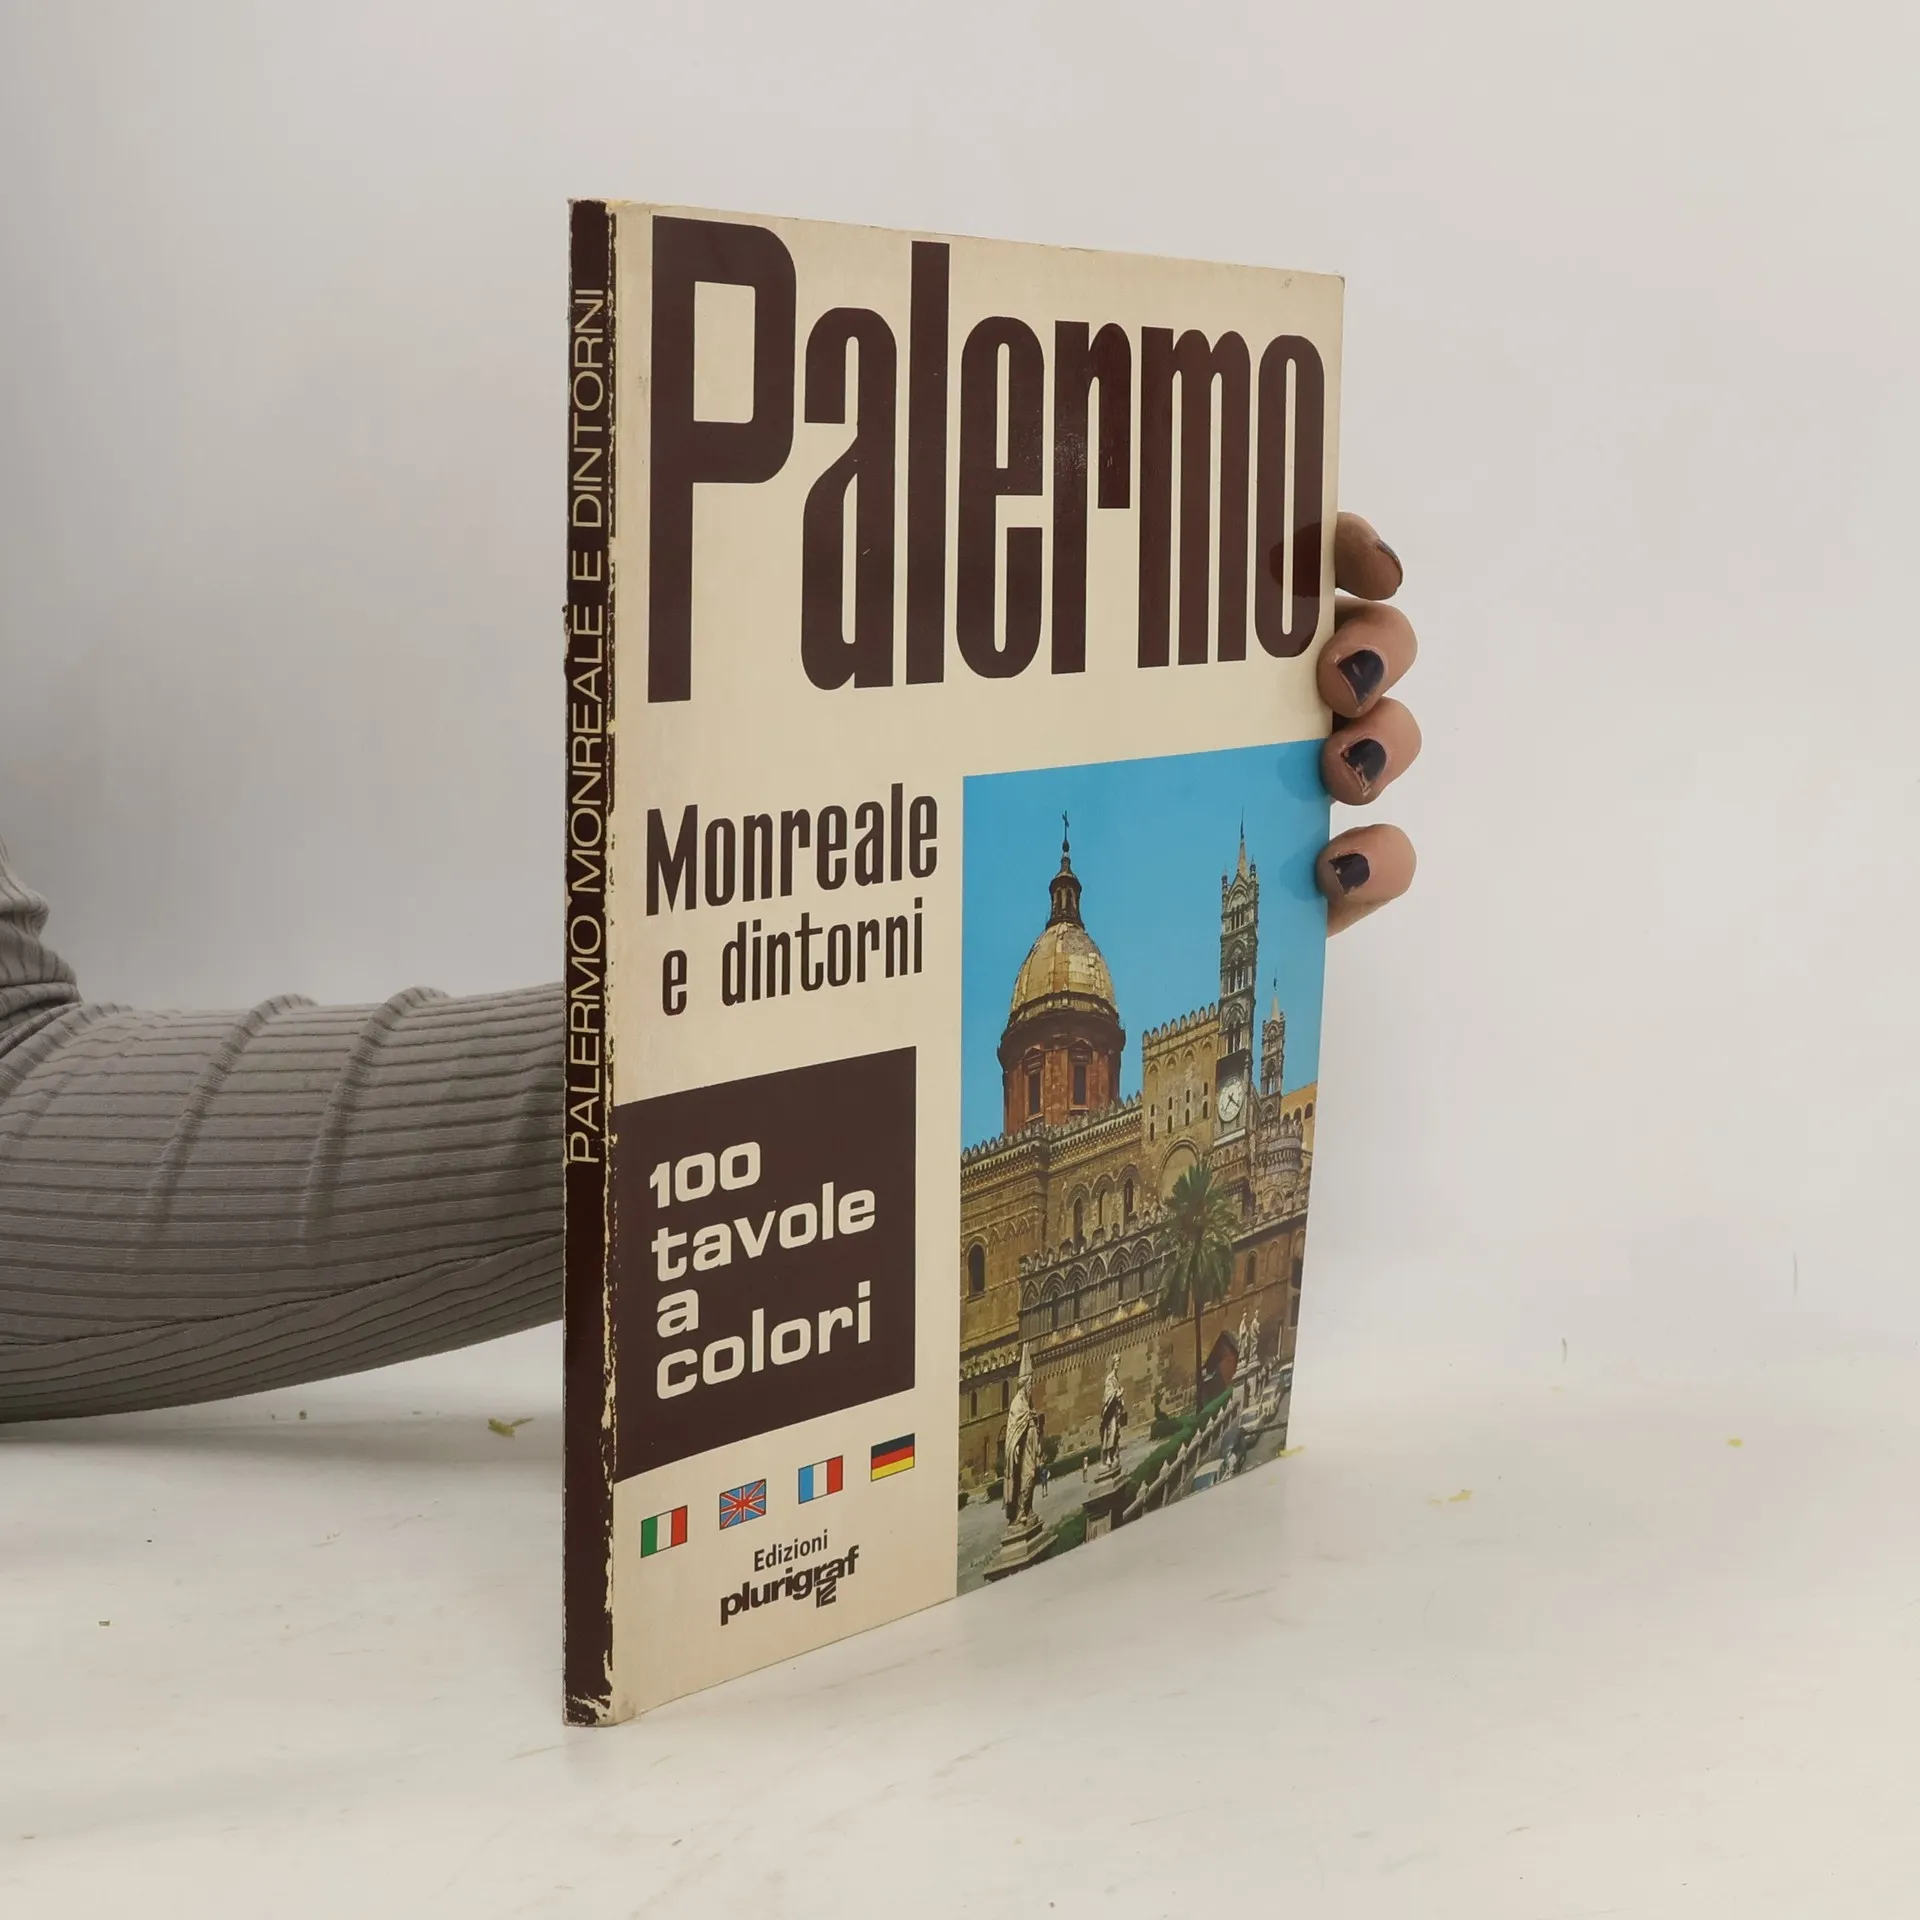 PALERMO MONREALE E DINTORNI
Palermo
Monreale
e dintorni
100
tavole
a
colori
Edizioni
plurigraf